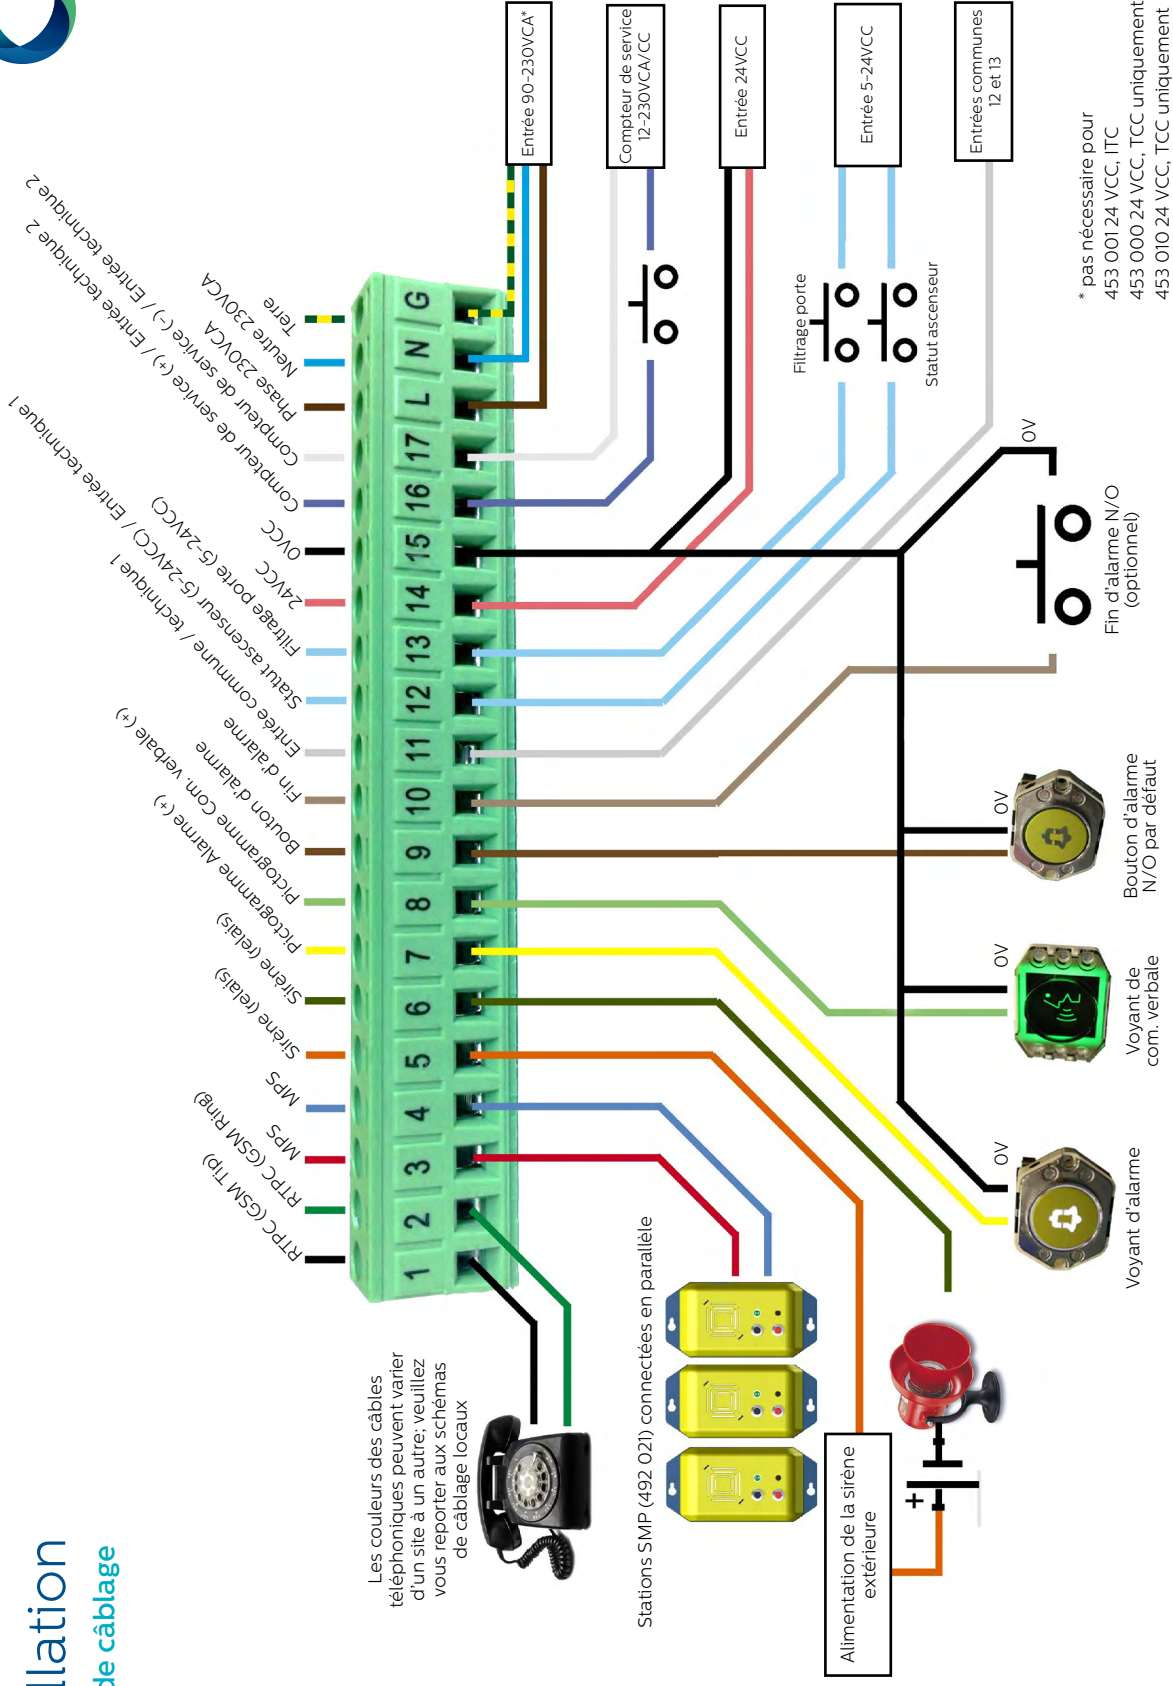 llation
de câblage
RTPC (GSM Tip)
RTPC (GSM Ring)
MPS
MPS
Sirène (relais)
Sirène (relais)
Pictogramme Alarme (+)
Pictogramme Com. verbale (+)
Bouton d'alarme
Fin d'alarme
Entrée commune / technique 1
Statut ascenseur (5-24VCC) / Entrée technique 1
Filtrage porte (5-24VCC)
24VCC
0VCC
Compteur de service (+) / Entrée technique 2
Compteur de service (-) / Entrée technique 2
Phase 230VCA
Neutre 230VCA
Terre
1 2 3 4 5 6 7 8 9 10 11 12 13 14 15 16 17 L N G
Les couleurs des câbles
téléphoniques peuvent varier
d'un site à un autre; veuillez
vous reporter aux schémas
de câblage locaux
Entrée 90-230VCA*
Compteur de service
12-230VCA/CC
Entrée 24VCC
Entrée 5-24VCC
Entrées communes
12 et 13
Filtrage porte
Statut ascenseur
Stations SMP (492 021) connectées en parallèle
Alimentation de la sirène
extérieure
+
0V
Voyant d'alarme
0V
Voyant de
com. verbale
0V
Bouton d'alarme
N/O par défaut
0V
Fin d'alarme N/O
(optionnel)
* pas nécessaire pour
453 001 24 VCC, ITC
453 000 24 VCC, TCC uniquement
453 010 24 VCC, TCC uniquement